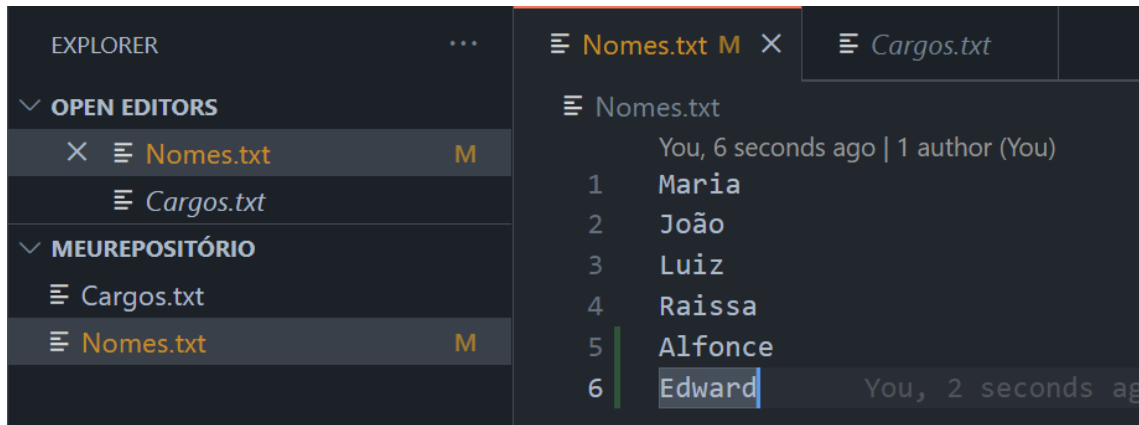 EXPLORER ...
OPEN EDITORS
Nomes.txt M
Cargos.txt
MEUREPOSITÓRIO
Cargos.txt
Nomes.txt M
Nomes.txt M Cargos.txt
Nomes.txt
You, 6 seconds ago | 1 author (You)
1 Maria
2 João
3 Luiz
4 Raissa
5 Alfonce
6 Edward You, 2 seconds